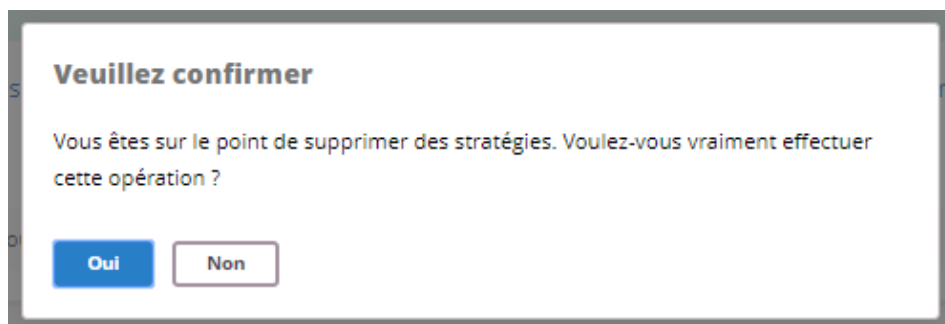 Veuillez confirmer
Vous êtes sur le point de supprimer des stratégies. Voulez-vous vraiment effectuer
cette opération ?
Oui
Non